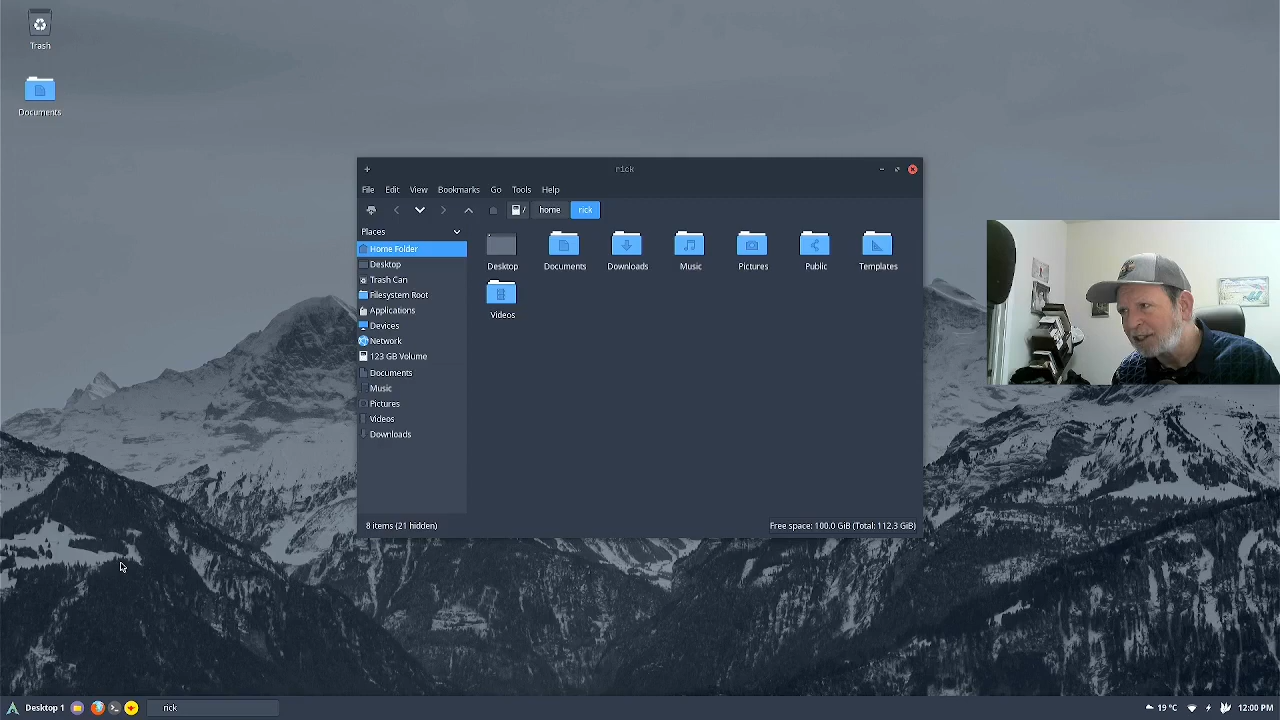 Trash
Documents
rick
File Edit View Bookmarks Go Tools Help
/ home rick
Places
Home Folder
Desktop
Trash Can
Filesystem Root
Applications
Devices
Network
123 GB Volume
Documents
Music
Pictures
Videos
Downloads
Desktop Documents Downloads Music Pictures Public Templates
Videos
8 items (21 hidden)
Free space: 100.0 GiB (Total: 112.3 GiB)
Desktop 1
rick
19 °C
12:00 PM